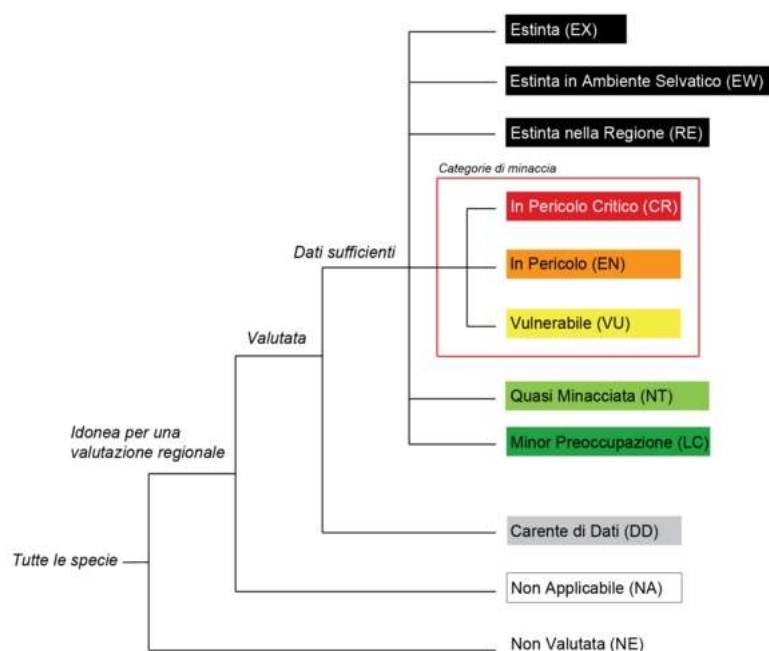 Estinta (EX)
Estinta in Ambiente Selvatico (EW)
Estinta nella Regione (RE)
Categorie di minaccia
In Pericolo Critico (CR)
Dati sufficienti
In Pericolo (EN)
Vulnerabile (VU)
Valutata
Quasi Minacciata (NT)
Idonea per una
valutazione regionale
Minor Preoccupazione (LC)
Carente di Dati (DD)
Tutte le specie
Non Applicabile (NA)
Non Valutata (NE)